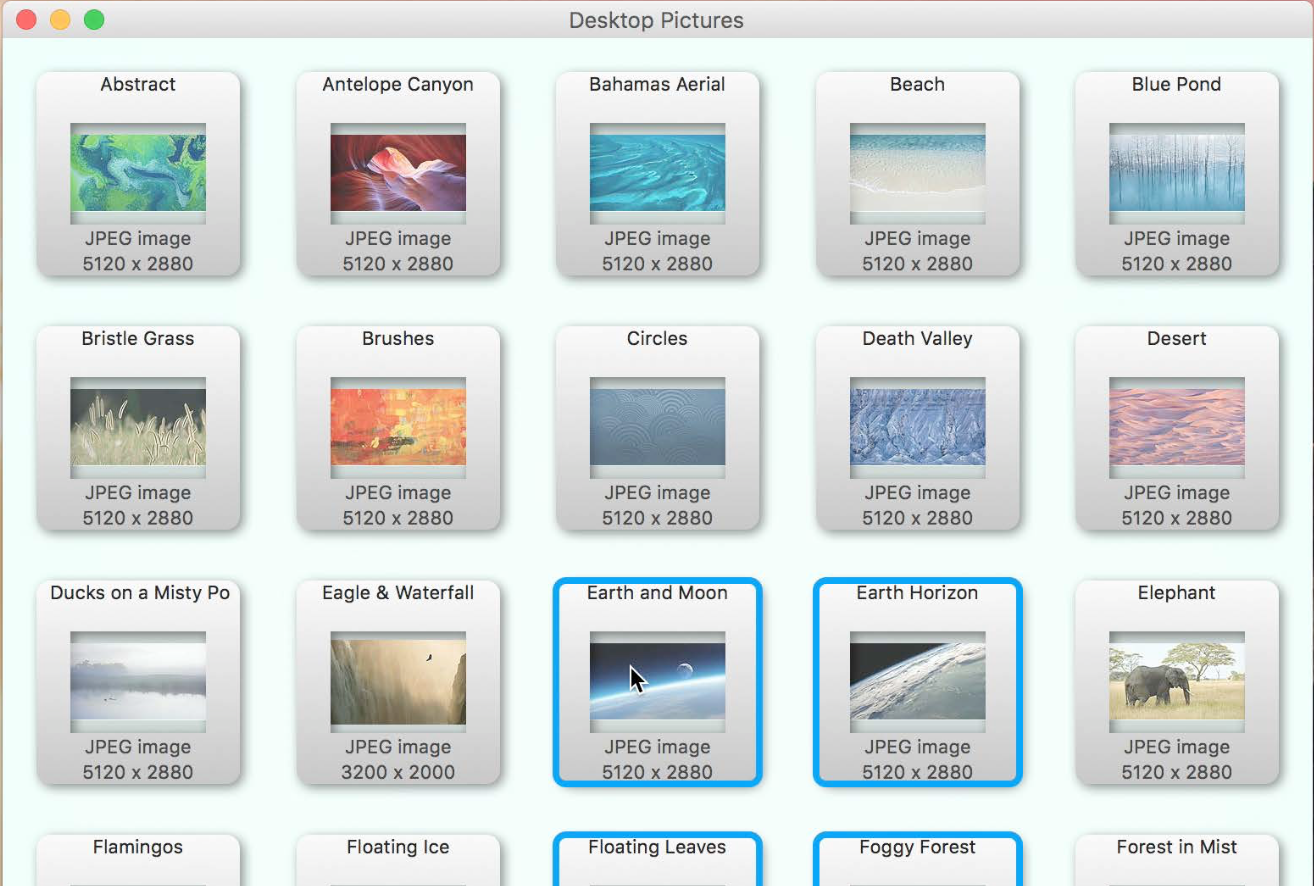 Desktop Pictures
Abstract
JPEG image
5120 x 2880
Antelope Canyon
JPEG image
5120 x 2880
Bahamas Aerial
JPEG image
5120 x 2880
Beach
JPEG image
5120 x 2880
Blue Pond
JPEG image
5120 x 2880
Bristle Grass
JPEG image
5120 x 2880
Brushes
JPEG image
5120 x 2880
Circles
JPEG image
5120 x 2880
Death Valley
JPEG image
5120 x 2880
Desert
JPEG image
5120 x 2880
Ducks on a Misty Po
JPEG image
5120 x 2880
Eagle & Waterfall
JPEG image
3200 x 2000
Earth and Moon
JPEG image
5120 x 2880
Earth Horizon
JPEG image
5120 x 2880
Elephant
JPEG image
5120 x 2880
Flamingos
Floating Ice
Floating Leaves
Foggy Forest
Forest in Mist